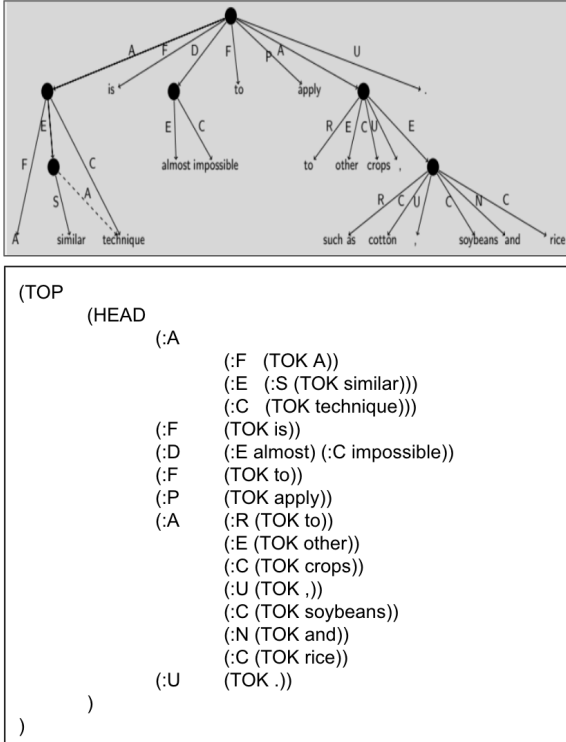 A F D F P A U
is to apply .
E E C R E C U E
F C almost impossible to other crops ,
S A R C U C N C
A similar technique such as cotton , soybeans and rice
(TOP
(HEAD
(:A
(:F (TOK A))
(:E (:S (TOK similar)))
(:C (TOK technique)))
(:F (TOK is))
(:D (:E almost) (:C impossible))
(:F (TOK to))
(:P (TOK apply))
(:A (:R (TOK to))
(:E (TOK other))
(:C (TOK crops))
(:U (TOK ,))
(:C (TOK soybeans))
(:N (TOK and))
(:C (TOK rice))
(:U (TOK .))
)
)